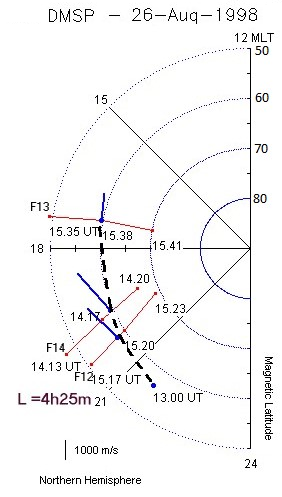 DMSP - 26-Aug-1998
12 MLT
50
60
15
70
80
F13
15.35 UT
15.38
18
15.41
14.20
15.23
14.17
15.20
F14
14.13 UT
F12
15.17 UT
13.00 UT
L =4h25m
21
Magnetic Latitude
1000 m/s
24
Northern Hemisphere